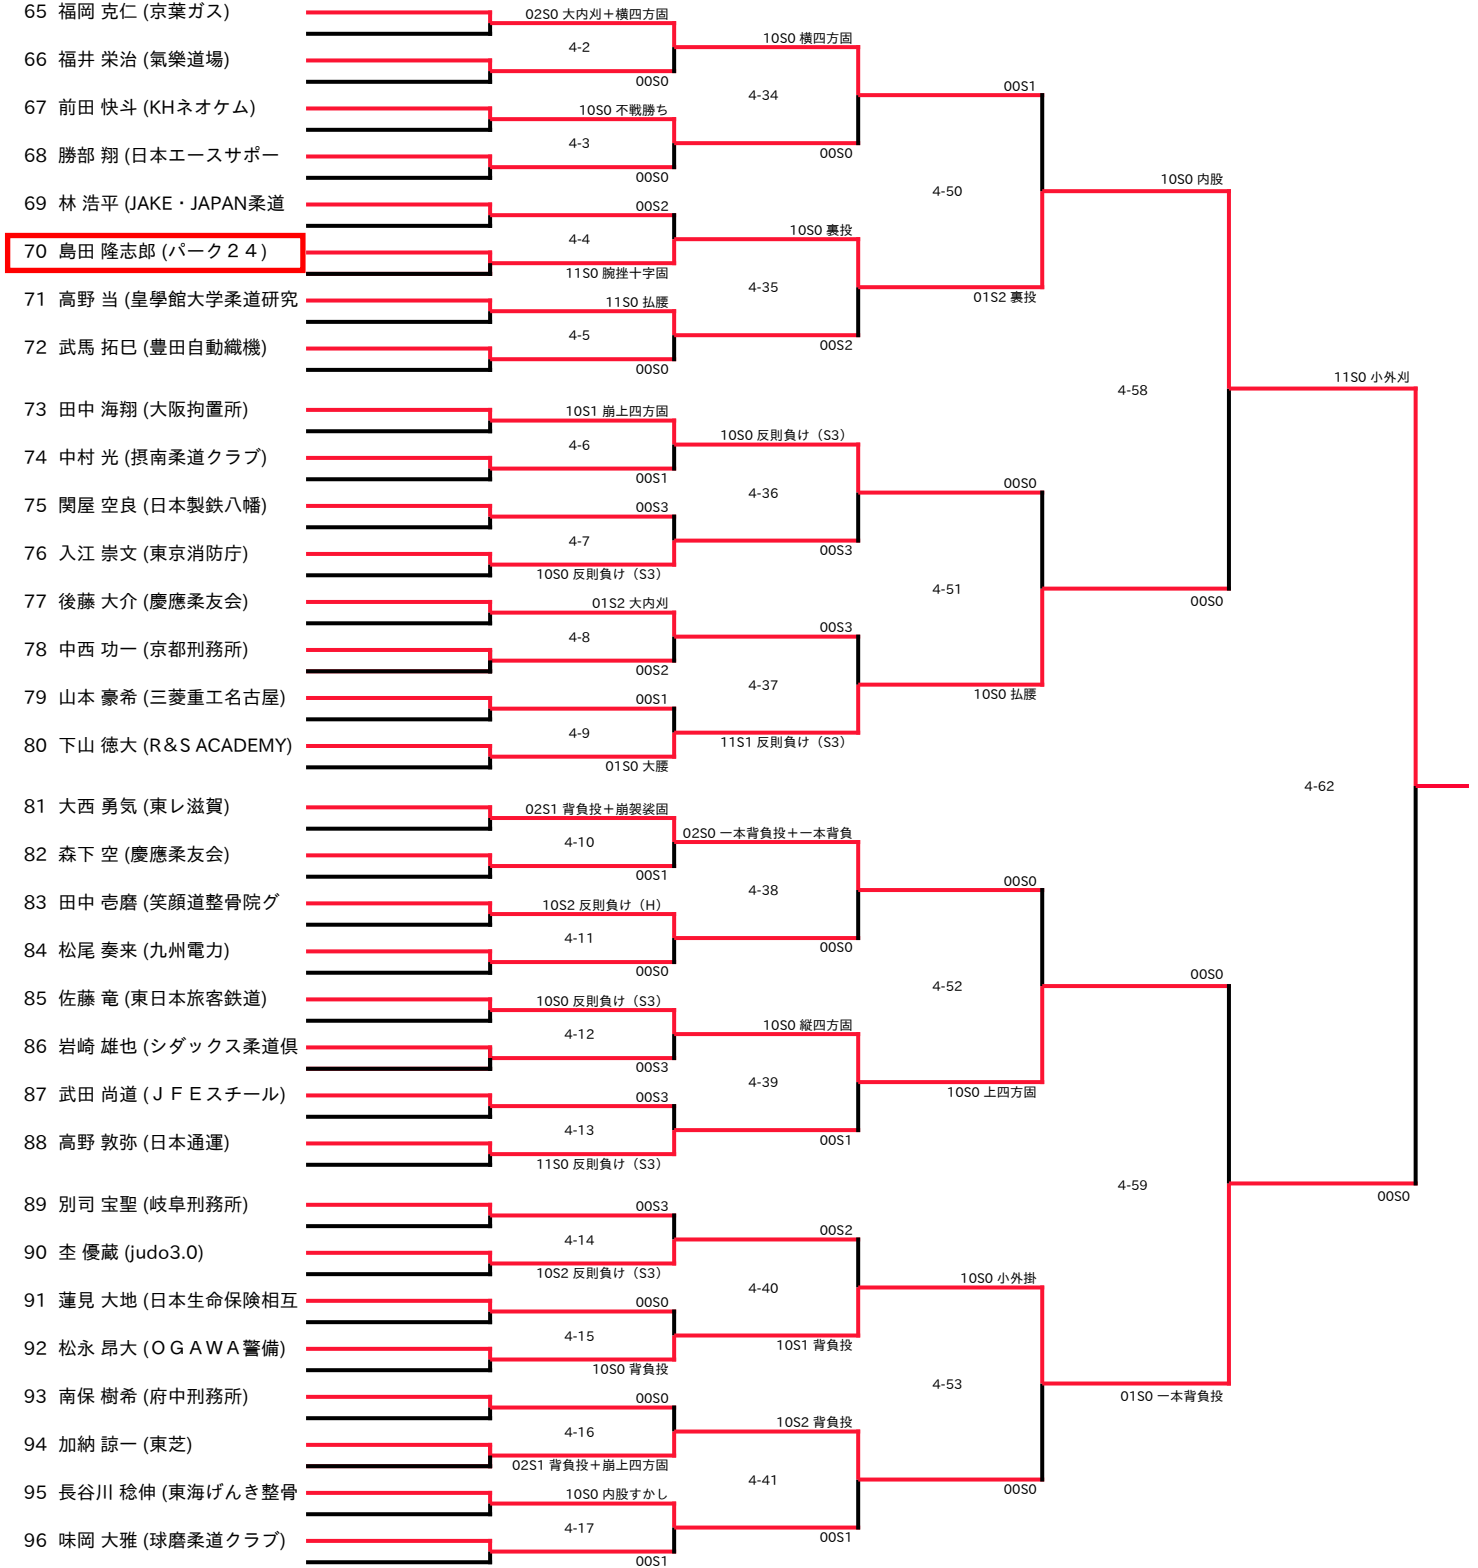 65 福岡 克仁 (京葉ガス)
02S0 大内刈＋横四方固
4-2
10S0 横四方固
66 福井 栄治 (氣樂道場)
00S0
4-34
00S1
67 前田 快斗 (KHネオケム)
10S0 不戦勝ち
4-3
00S0
68 勝部 翔 (日本エースサポー
00S0
4-50
10S0 内股
69 林 浩平 (JAKE・JAPAN柔道
00S2
4-4
10S0 裏投
70 島田 隆志郎 (パーク２４)
11S0 腕挫十字固
4-35
01S2 裏投
71 高野 当 (皇學館大学柔道研究
11S0 払腰
4-5
00S2
72 武馬 拓巳 (豊田自動織機)
00S0
4-58
11S0 小外刈
73 田中 海翔 (大阪拘置所)
10S1 崩上四方固
4-6
10S0 反則負け（S3）
74 中村 光 (摂南柔道クラブ)
00S1
4-36
00S0
75 関屋 空良 (日本製鉄八幡)
00S3
4-7
00S3
76 入江 崇文 (東京消防庁)
10S0 反則負け（S3）
4-51
00S0
77 後藤 大介 (慶應柔友会)
01S2 大内刈
4-8
00S3
78 中西 功一 (京都刑務所)
00S2
4-37
10S0 払腰
79 山本 豪希 (三菱重工名古屋)
00S1
4-9
11S1 反則負け（S3）
80 下山 徳大 (R＆S ACADEMY)
01S0 大腰
4-62
81 大西 勇気 (東レ滋賀)
02S1 背負投＋崩袈裟固
4-10
02S0 一本背負投＋一本背負
82 森下 空 (慶應柔友会)
00S1
4-38
00S0
83 田中 壱磨 (笑顔道整骨院グ
10S2 反則負け（H）
4-11
00S0
84 松尾 奏来 (九州電力)
00S0
4-52
00S0
85 佐藤 竜 (東日本旅客鉄道)
10S0 反則負け（S3）
4-12
10S0 縦四方固
86 岩崎 雄也 (シダックス柔道倶
00S3
4-39
10S0 上四方固
87 武田 尚道 (ＪＦＥスチール)
00S3
4-13
00S1
88 高野 敦弥 (日本通運)
11S0 反則負け（S3）
4-59
00S0
89 別司 宝聖 (岐阜刑務所)
00S3
4-14
00S2
90 杢 優蔵 (judo3.0)
10S2 反則負け（S3）
4-40
10S0 小外掛
91 蓮見 大地 (日本生命保険相互
00S0
4-15
10S1 背負投
92 松永 昂大 (ＯＧＡＷＡ警備)
10S0 背負投
4-53
01S0 一本背負投
93 南保 樹希 (府中刑務所)
00S0
4-16
10S2 背負投
94 加納 諒一 (東芝)
02S1 背負投＋崩上四方固
4-41
00S0
95 長谷川 稔伸 (東海げんき整骨
10S0 内股すかし
4-17
00S1
96 味岡 大雅 (球磨柔道クラブ)
00S1